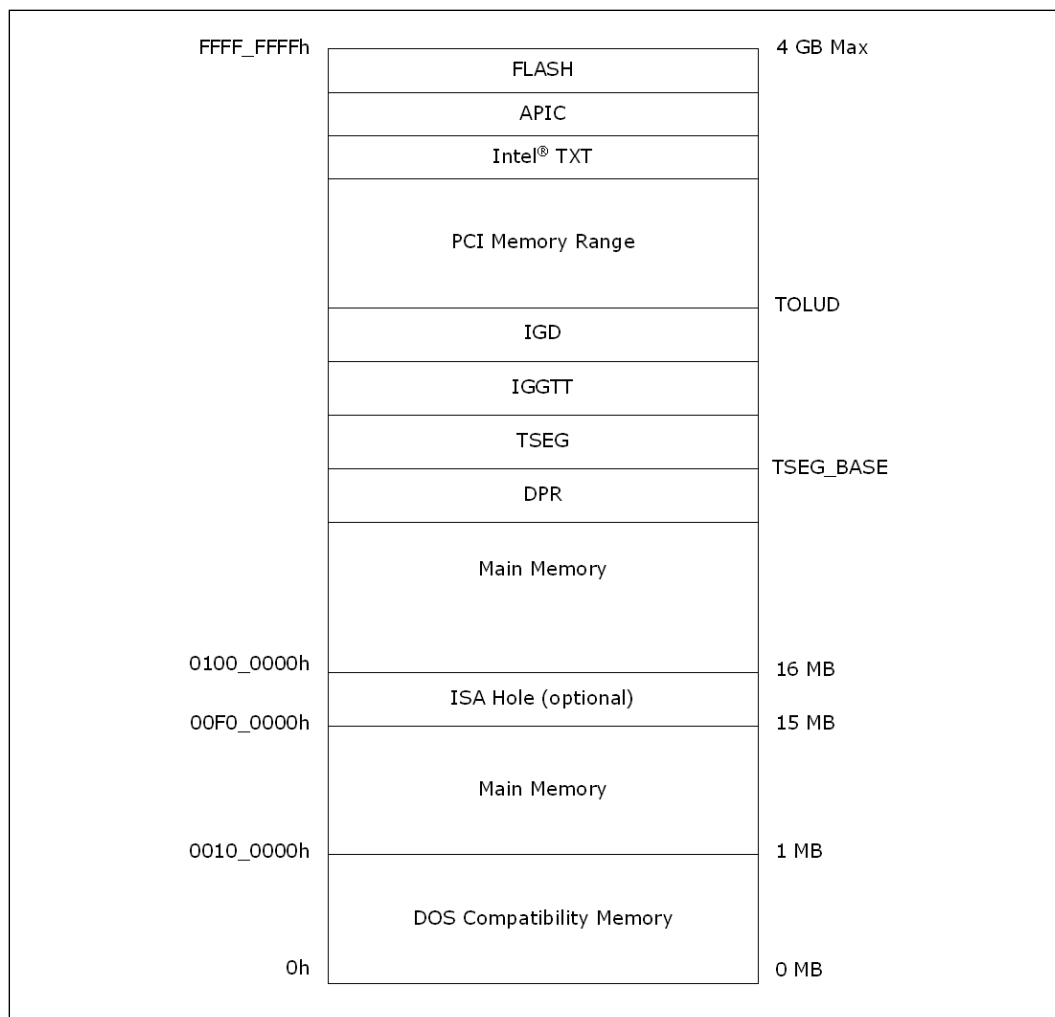 FFFF_FFFFh 4 GB Max
FLASH
APIC
Intel® TXT
PCI Memory Range
TOLUD
IGD
IGGTT
TSEG
TSEG_BASE
DPR
Main Memory
0100_0000h 16 MB
ISA Hole (optional)
00F0_0000h 15 MB
Main Memory
0010_0000h 1 MB
DOS Compatibility Memory
0h 0 MB